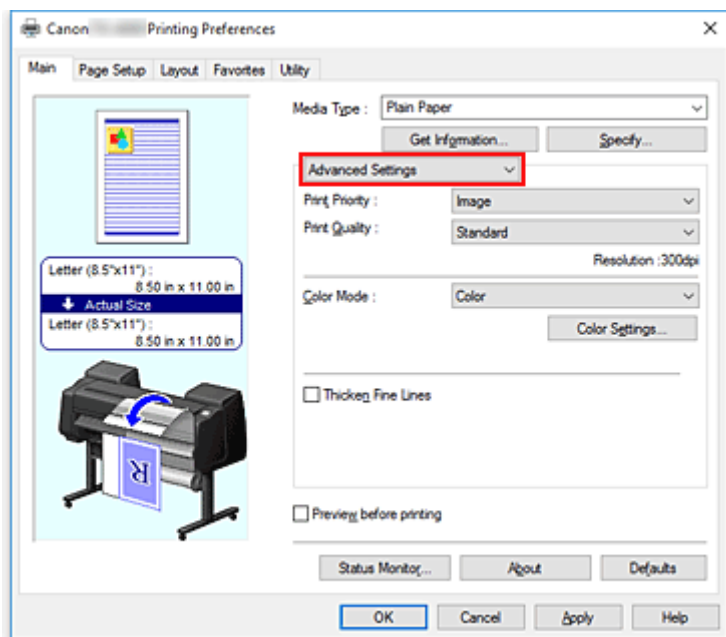 Canon Printing Preferences
Main Page Setup Layout Favorites Utility
Media Type : Plain Paper
Get Information... Specify...
Advanced Settings
Print Priority : Image
Print Quality : Standard
Resolution :300dpi
Letter (8.5"x11") :
8.50 in x 11.00 in
Actual Size
Letter (8.5"x11") :
8.50 in x 11.00 in
Color Mode : Color
Color Settings...
Thicken Fine Lines
R
Preview before printing
Status Monitor... About Defaults
OK Cancel Apply Help